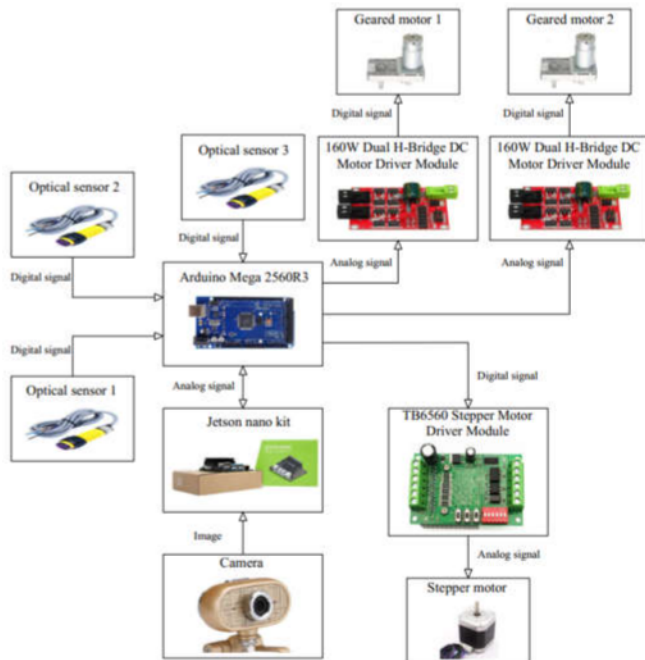 Geared motor 1
Geared motor 2
Digital signal
Digital signal
Optical sensor 3
160W Dual H-Bridge DC
Motor Driver Module
160W Dual H-Bridge DC
Motor Driver Module
Optical sensor 2
Digital signal
Analog signal
Analog signal
Digital signal
Arduino Mega 2560R3
Digital signal
Optical sensor 1
Analog signal
Digital signal
Jetson nano kit
TB6560 Stepper Motor
Driver Module
Image
Analog signal
Camera
Stepper motor